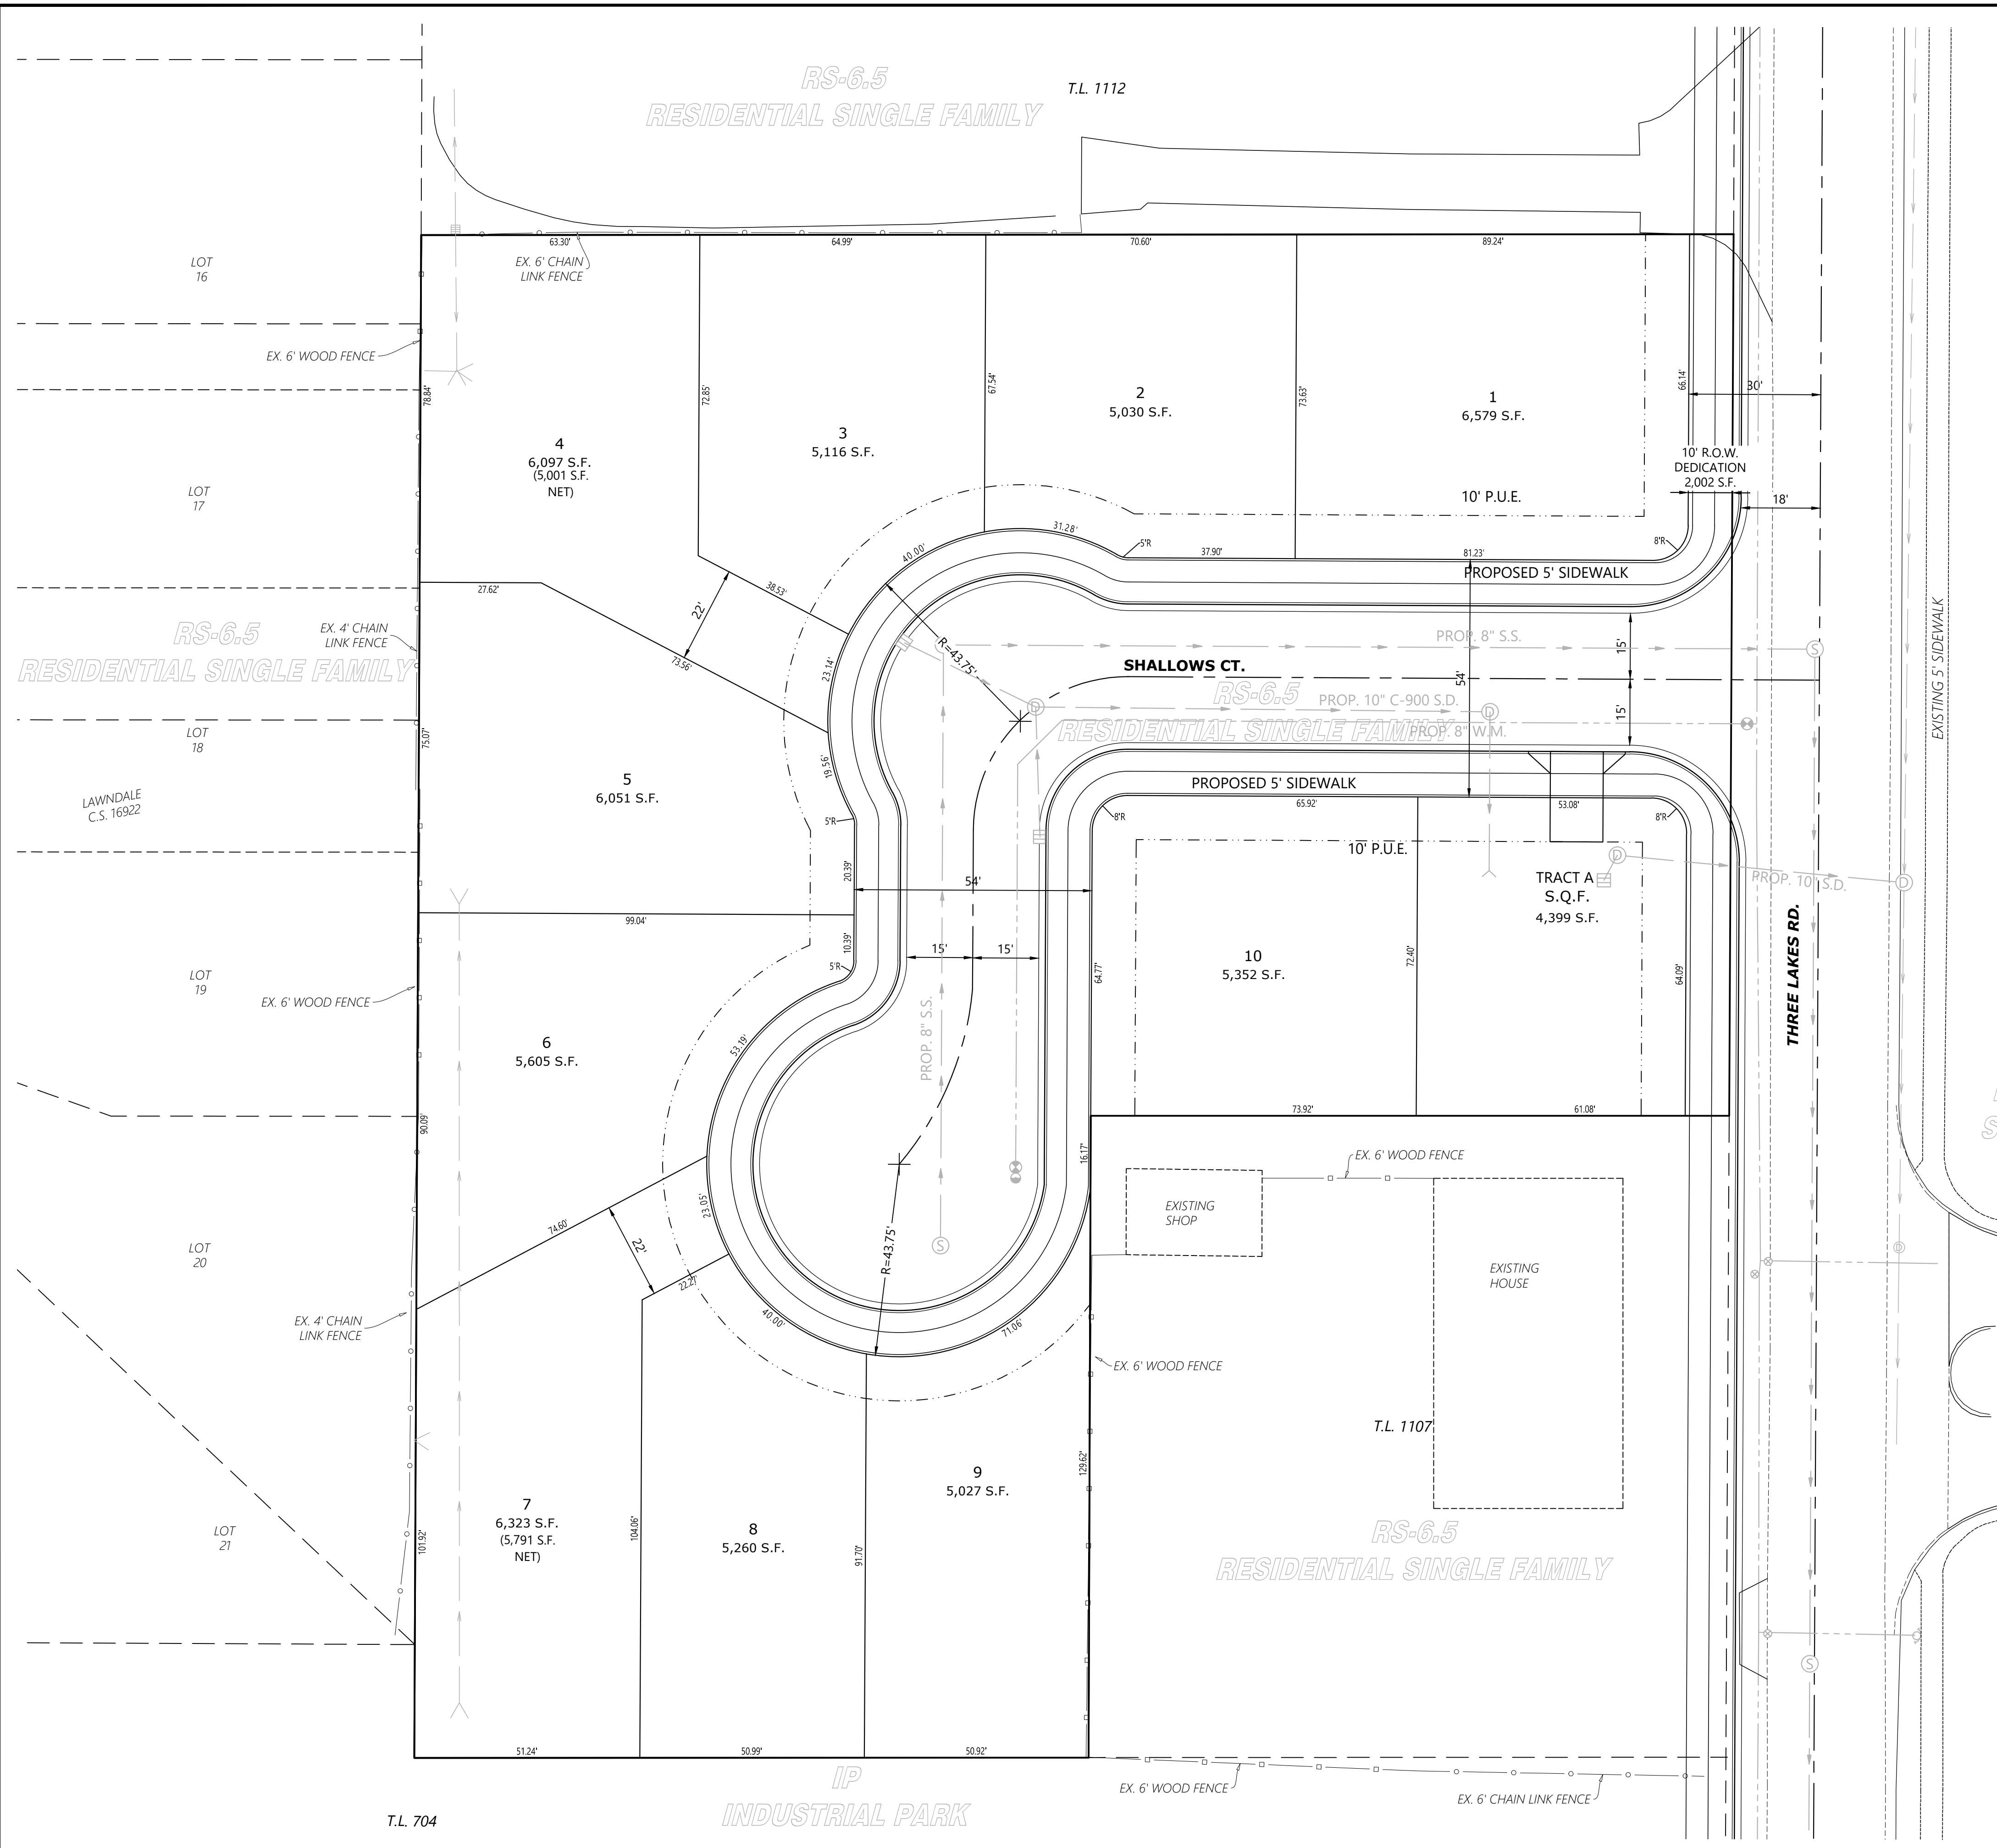 RS-6.5
RESIDENTIAL SINGLE FAMILY
T.L. 1112
63.30'
64.99'
70.60'
89.24'
EX. 6' CHAIN
LINK FENCE
LOT
16
EX. 6' WOOD FENCE
78.84'
72.85'
67.54'
73.63'
66.14'
30'
4
6,097 S.F.
(5,001 S.F.
NET)
3
5,116 S.F.
2
5,030 S.F.
1
6,579 S.F.
10' R.O.W.
DEDICATION
2,002 S.F.
18'
10' P.U.E.
LOT
17
40.00'
31.28'
5'R
37.90'
81.23'
8'R
PROPOSED 5' SIDEWALK
27.62'
38.53'
22'
73.56'
23.14'
R=43.75'
EX. 4' CHAIN
LINK FENCE
RS-6.5
RESIDENTIAL SINGLE FAMILY
PROP. 8" S.S.
S
15'
54'
15'
SHALLOWS CT.
RS-6.5
RESIDENTIAL SINGLE FAMILY
D
PROP. 10" C-900 S.D.
D
PROP. 8" W.M.
EXISTING 5' SIDEWALK
LOT
18
75.07'
LAWNDALE
C.S. 16922
5
6,051 S.F.
19.56'
5'R
20.39'
54'
PROPOSED 5' SIDEWALK
65.92'
53.08'
8'R
8'R
10' P.U.E.
D
PROP. 10" S.D.
D
TRACT A
S.Q.F.
4,399 S.F.
THREE LAKES RD.
99.04'
10.39'
5'R
15'
15'
10
5,352 S.F.
64.77'
72.40'
64.09'
LOT
19
EX. 6' WOOD FENCE
PROP. 8" S.S.
6
5,605 S.F.
53.19'
90.09'
73.92'
61.08'
16.17'
EX. 6' WOOD FENCE
EXISTING
SHOP
74.60'
23.05'
22'
22.21'
R=43.75'
S
D
EXISTING
HOUSE
LOT
20
EX. 4' CHAIN
LINK FENCE
40.00'
71.06'
EX. 6' WOOD FENCE
T.L. 1107
129.62'
9
5,027 S.F.
7
6,323 S.F.
(5,791 S.F.
NET)
8
5,260 S.F.
101.92'
104.06'
91.70'
LOT
21
RS-6.5
RESIDENTIAL SINGLE FAMILY
S
51.24'
50.99'
50.92'
IP
INDUSTRIAL PARK
EX. 6' WOOD FENCE
EX. 6' CHAIN LINK FENCE
T.L. 704